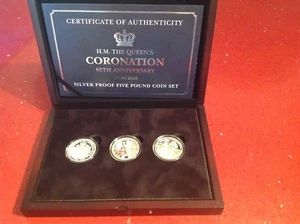 CERTIFICATE OF AUTHENTICITY
H.M. THE QUEEN'S
CORONATION
65TH ANNIVERSARY
SILVER PROOF FIVE POUND COIN SET